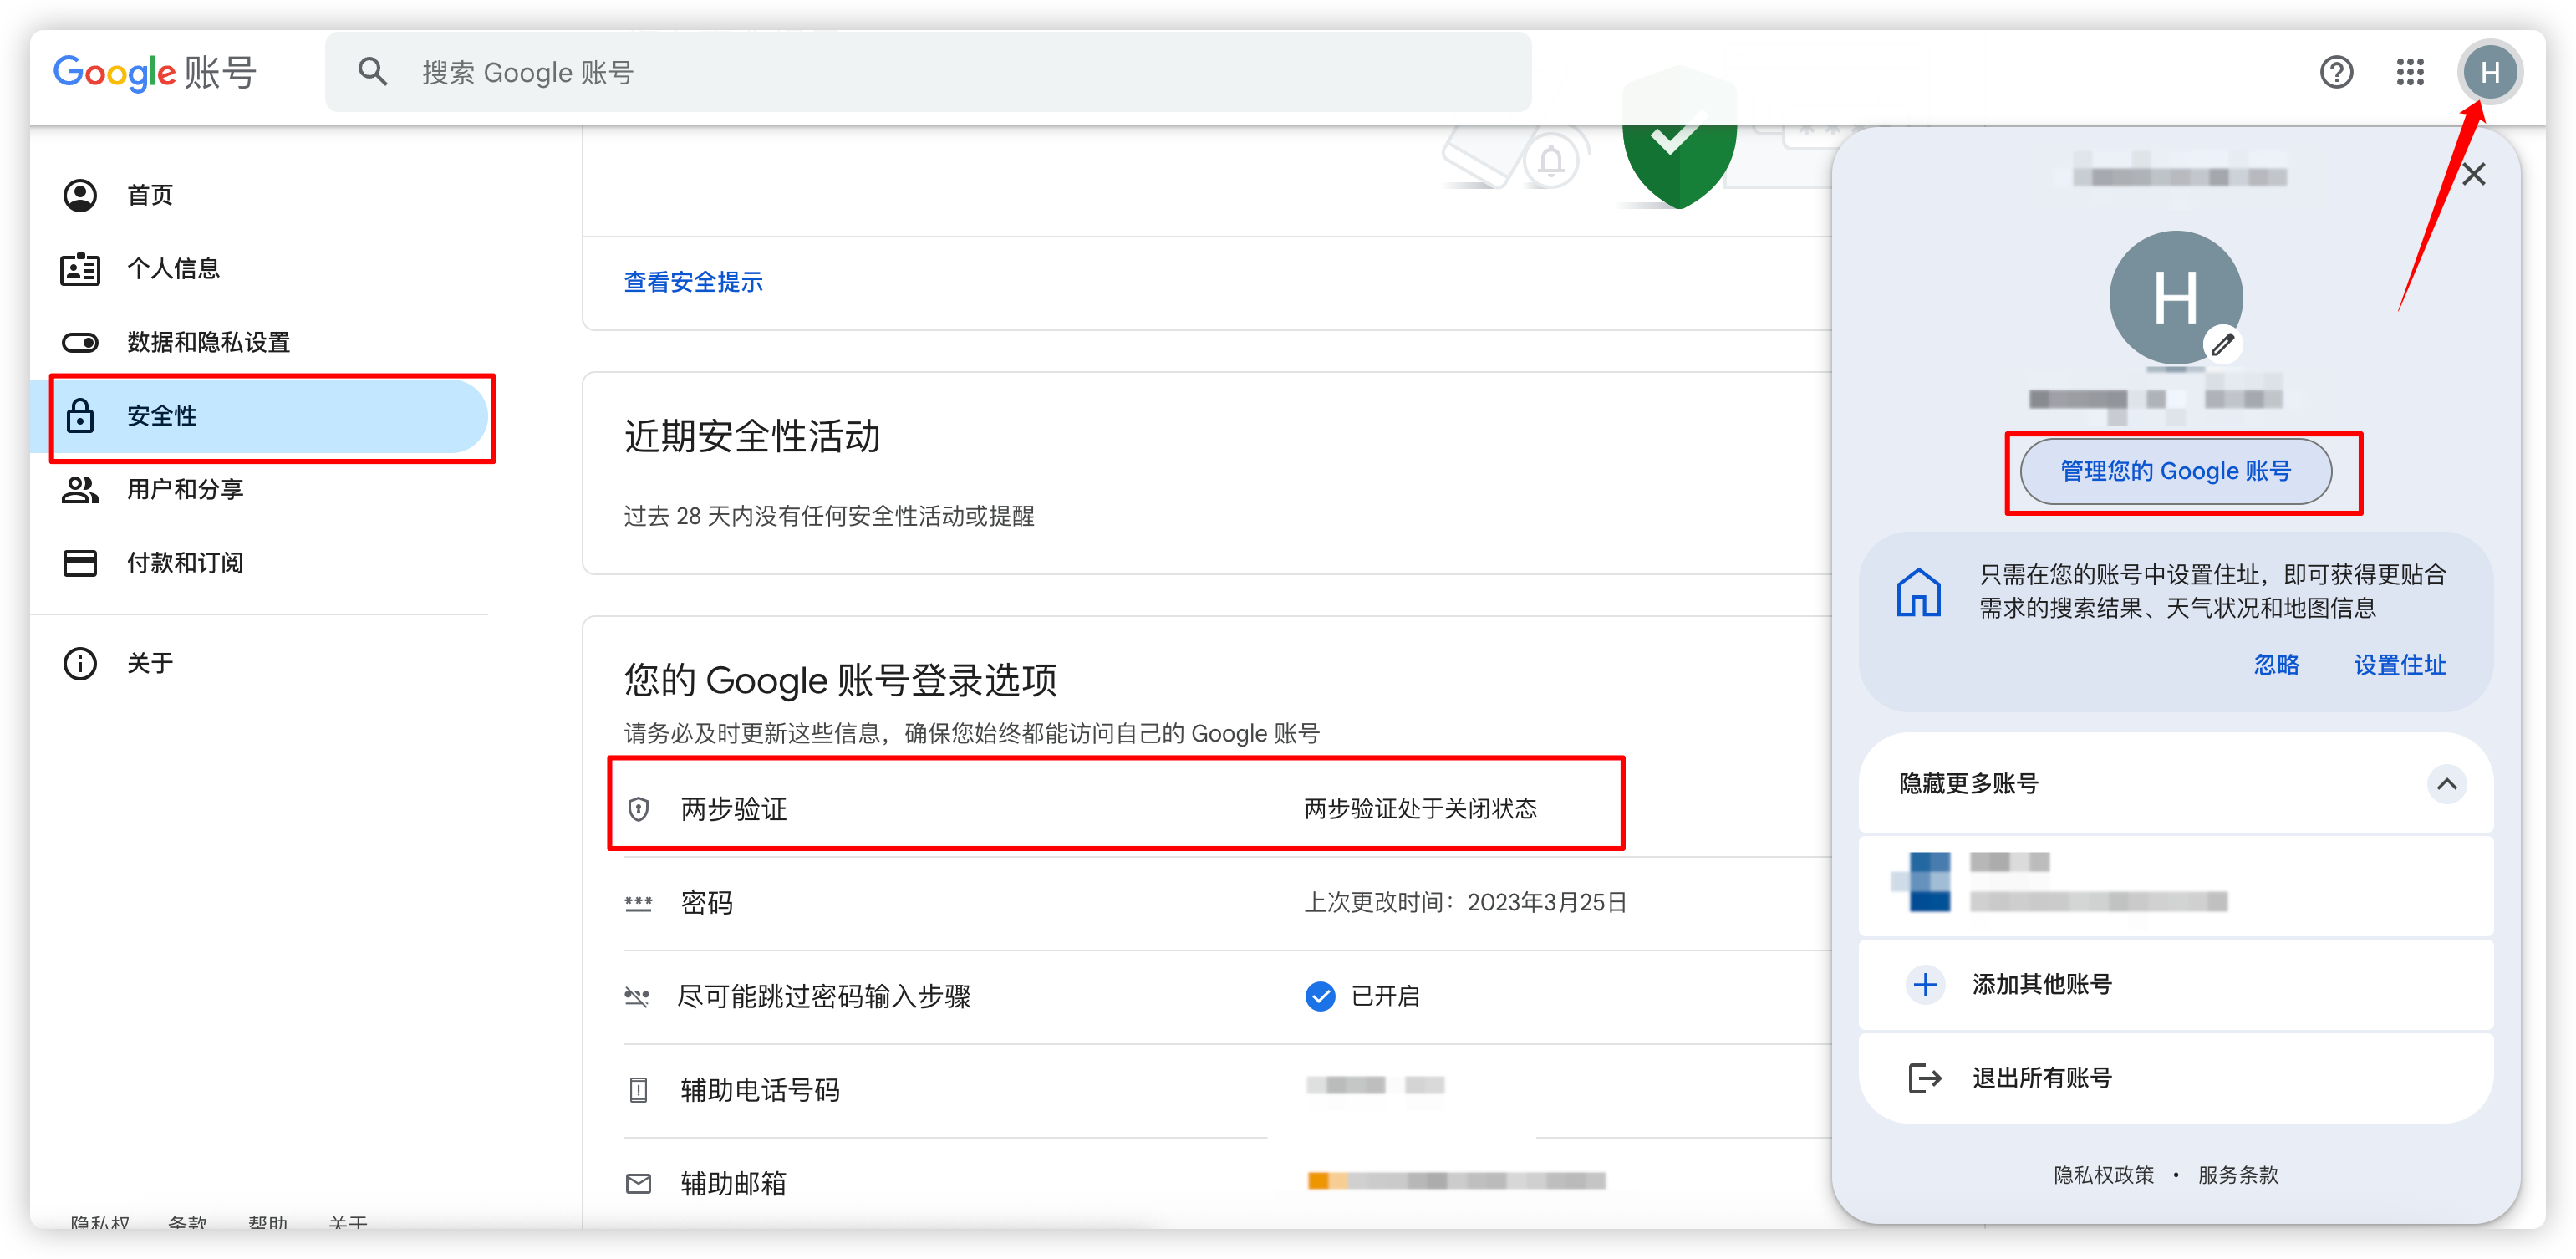 Google 账号
搜索 Google 账号
H
首页
个人信息
数据和隐私设置
安全性
用户和分享
付款和订阅
关于
隐私权 条款 帮助 关于
查看安全提示
近期安全性活动
过去 28 天内没有任何安全性活动或提醒
您的 Google 账号登录选项
请务必及时更新这些信息，确保您始终都能访问自己的 Google 账号
两步验证 两步验证处于关闭状态
密码 上次更改时间：2023年3月25日
尽可能跳过密码输入步骤 已开启
辅助电话号码
辅助邮箱
H
管理您的 Google 账号
只需在您的账号中设置住址，即可获得更贴合
需求的搜索结果、天气状况和地图信息
忽略 设置住址
隐藏更多账号
添加其他账号
退出所有账号
隐私权政策 • 服务条款